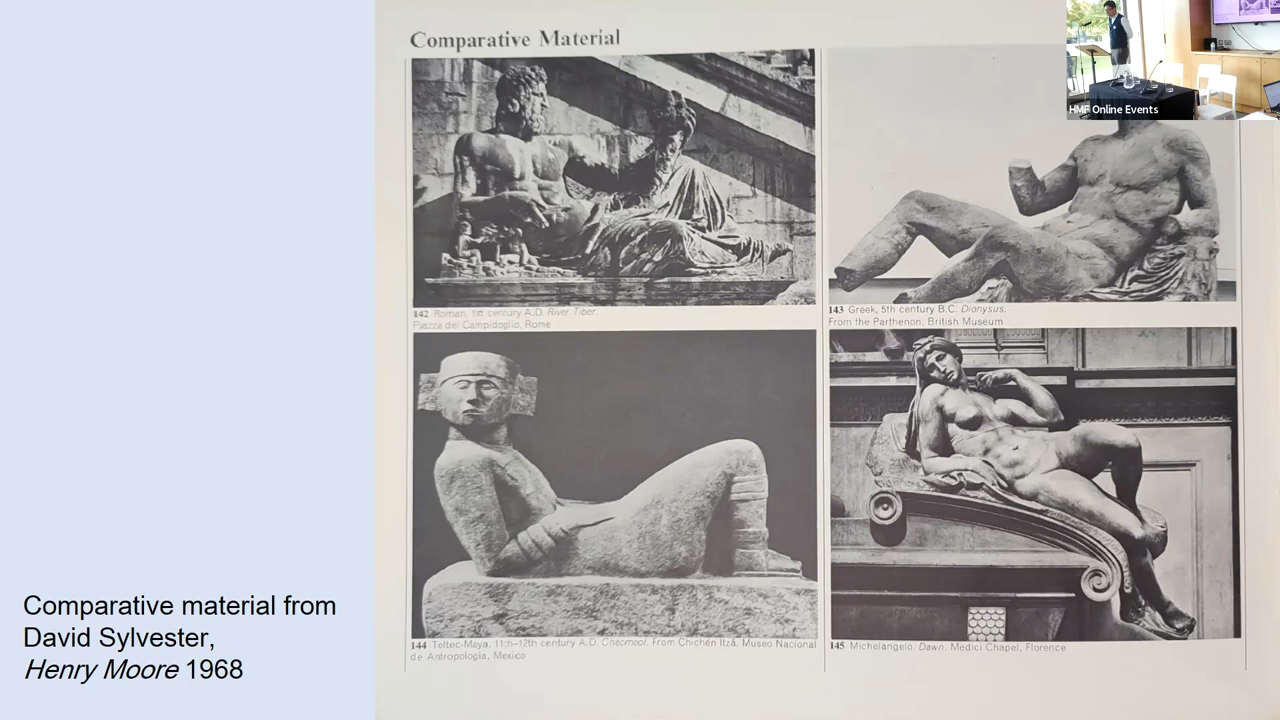 Comparative Material
HMF Online Events
142 Roman, 1st century A.D. River Tiber.
Piazza del Campidoglio, Rome
143 Greek, 5th century B.C. Dionysus.
From the Parthenon, British Museum
144 Toltec-Maya, 11th–12th century A.D. Chacmool. From Chichén Itzá. Museo Nacional
de Antropologia, Mexico
145 Michelangelo. Dawn. Medici Chapel, Florence
Comparative material from
David Sylvester,
Henry Moore 1968